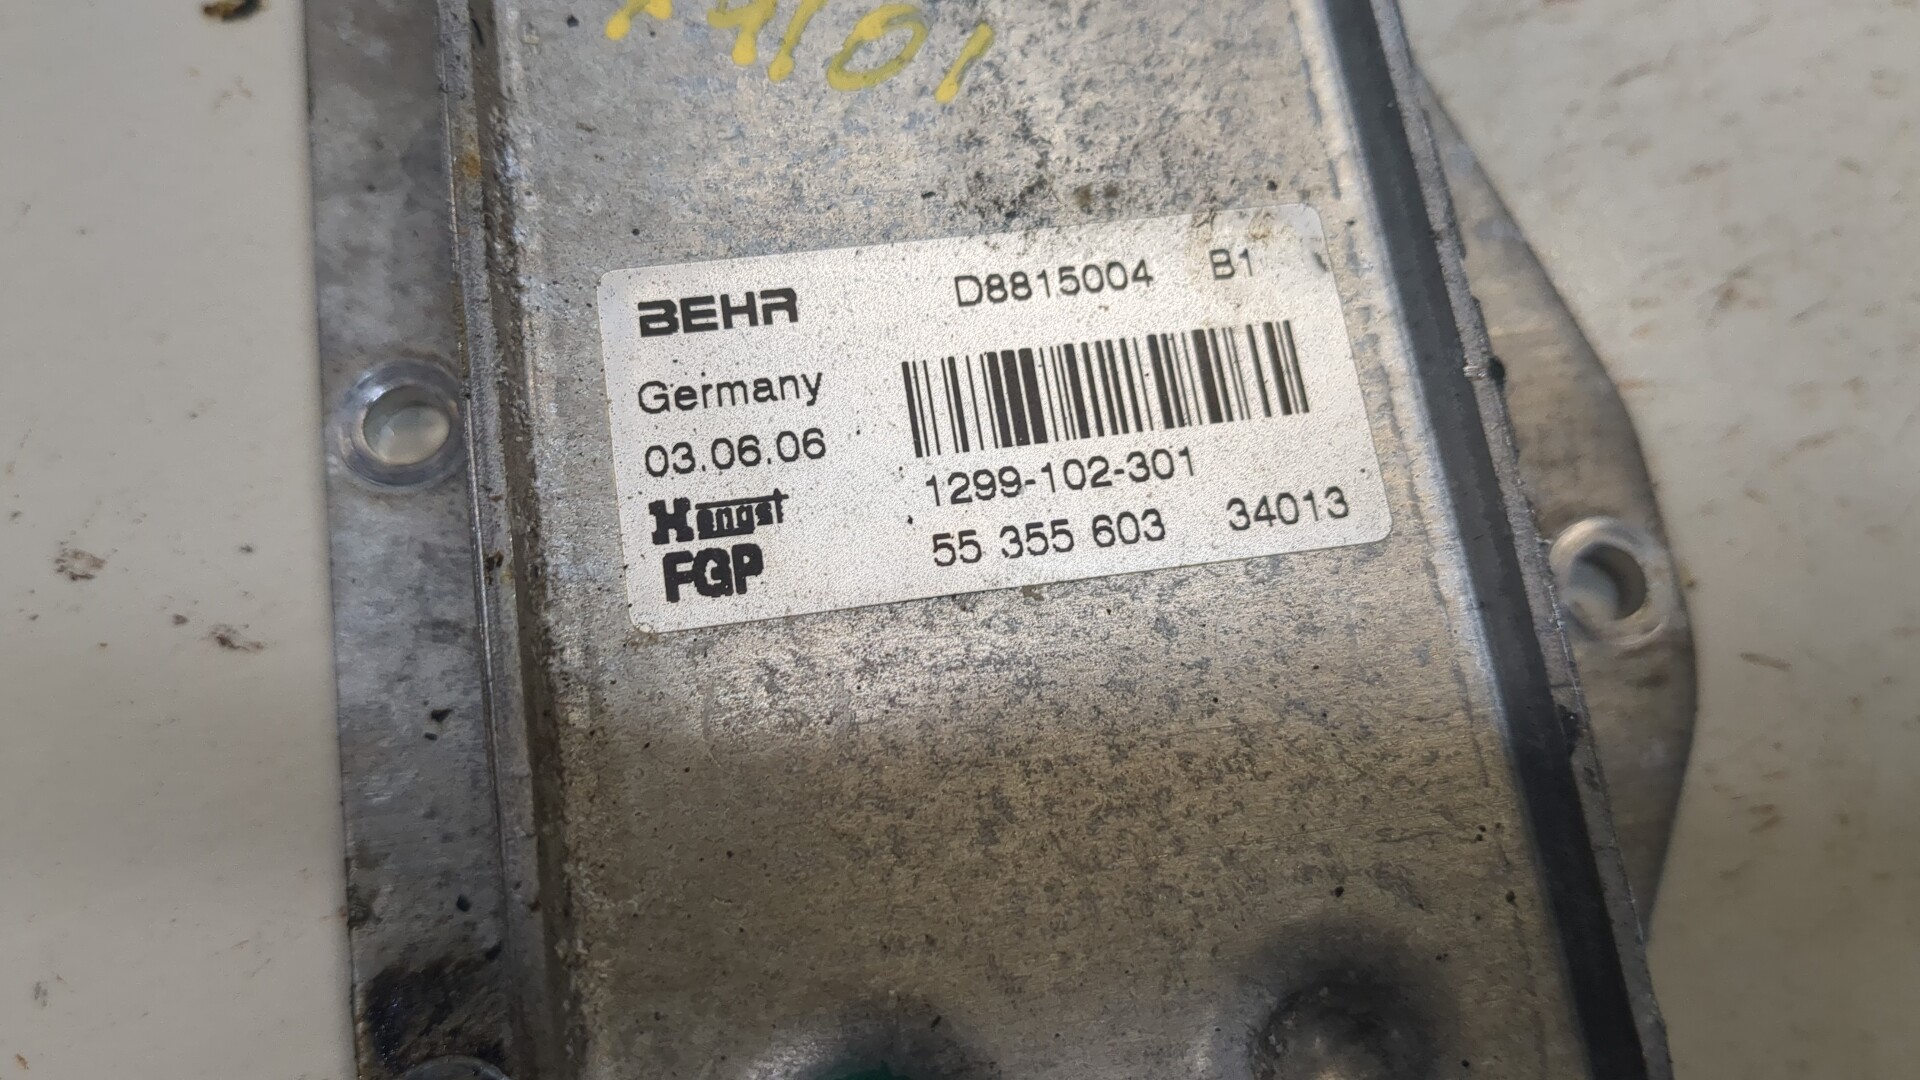 BEHR D8815004 B1
Germany
03.06.06 1299-102-301
Hengst 55 355 603 34013
FGP